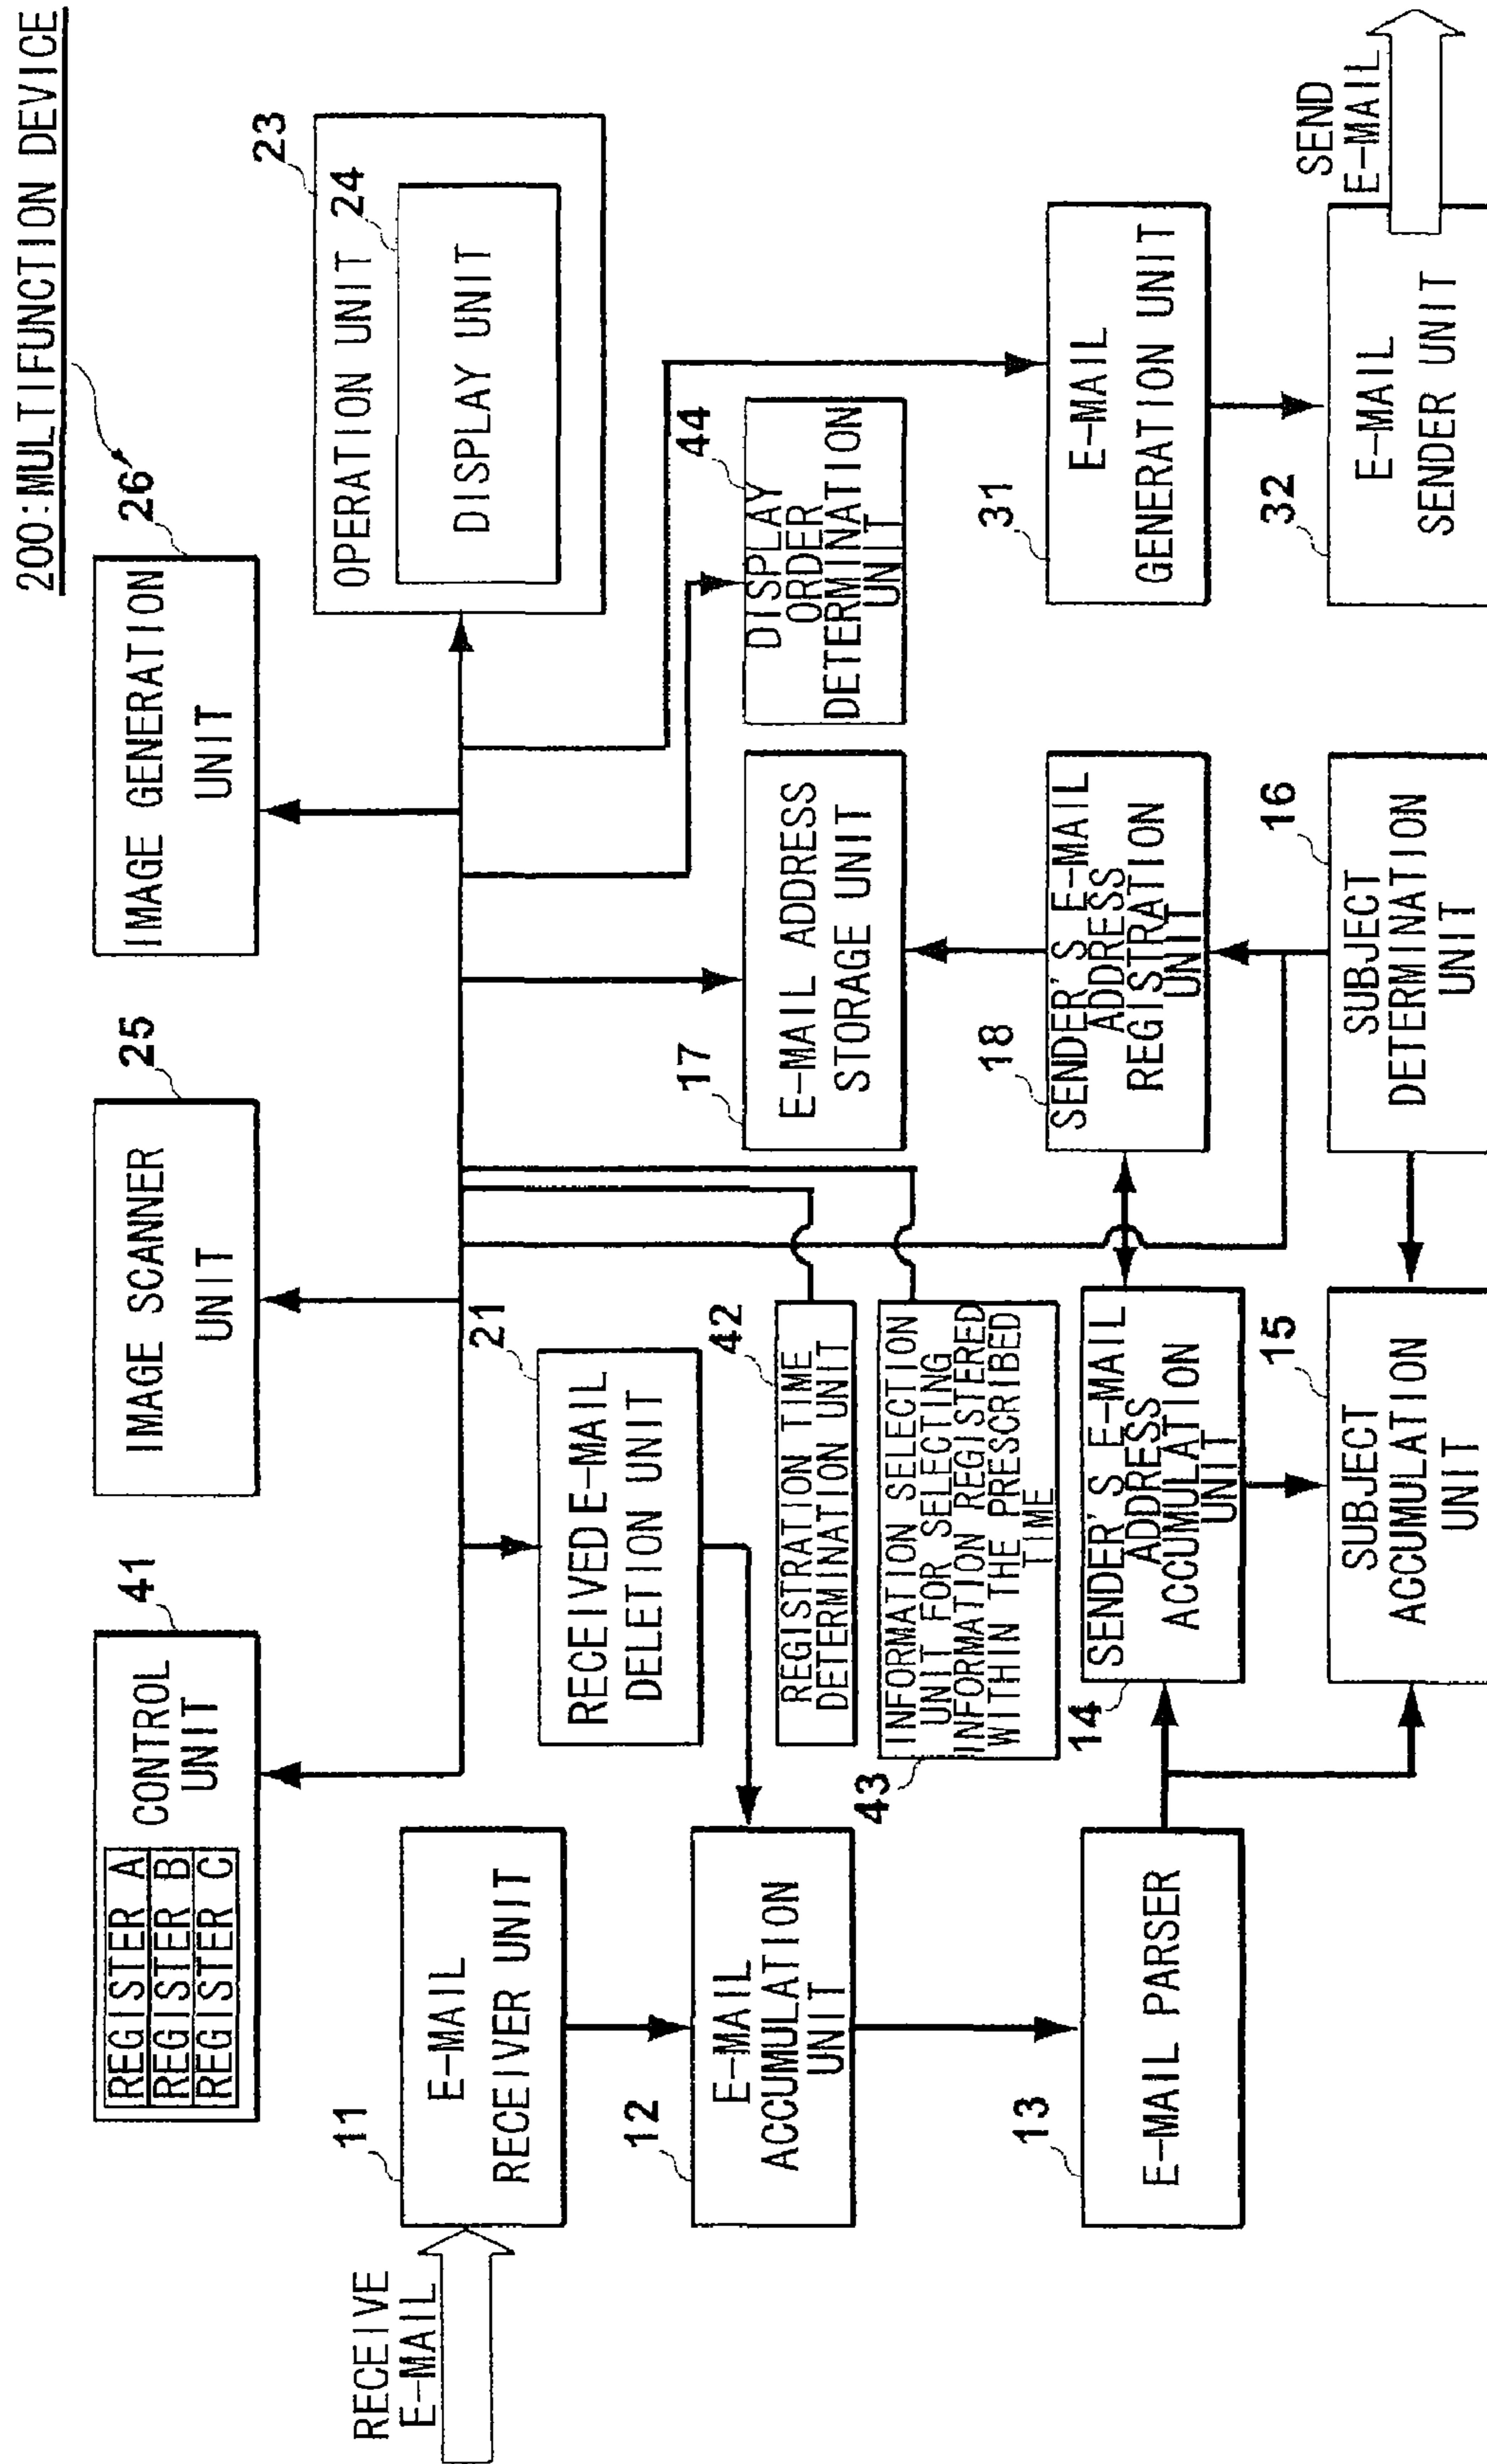 200:MULTIFUNCTION DEVICE
41
REGISTER A
REGISTER B
REGISTER C
CONTROL
UNIT
25
IMAGE SCANNER
UNIT
26
IMAGE GENERATION
UNIT
23
OPERATION UNIT
24
DISPLAY UNIT
RECEIVE
E-MAIL
11
E-MAIL
RECEIVER UNIT
21
RECEIVED E-MAIL
DELETION UNIT
12
E-MAIL
ACCUMULATION
UNIT
42
REGISTRATION TIME
DETERMINATION UNIT
43
INFORMATION SELECTION
UNIT FOR SELECTING
INFORMATION REGISTERED
WITHIN THE PRESCRIBED
TIME
17
E-MAIL ADDRESS
STORAGE UNIT
44
DISPLAY
ORDER
DETERMINATION
UNIT
13
E-MAIL PARSER
14
SENDER'S E-MAIL
ADDRESS
ACCUMULATION
UNIT
18
SENDER'S E-MAIL
ADDRESS
REGISTRATION
UNIT
31
E-MAIL
GENERATION UNIT
15
SUBJECT
ACCUMULATION
UNIT
16
SUBJECT
DETERMINATION
UNIT
32
E-MAIL
SENDER UNIT
SEND
E-MAIL